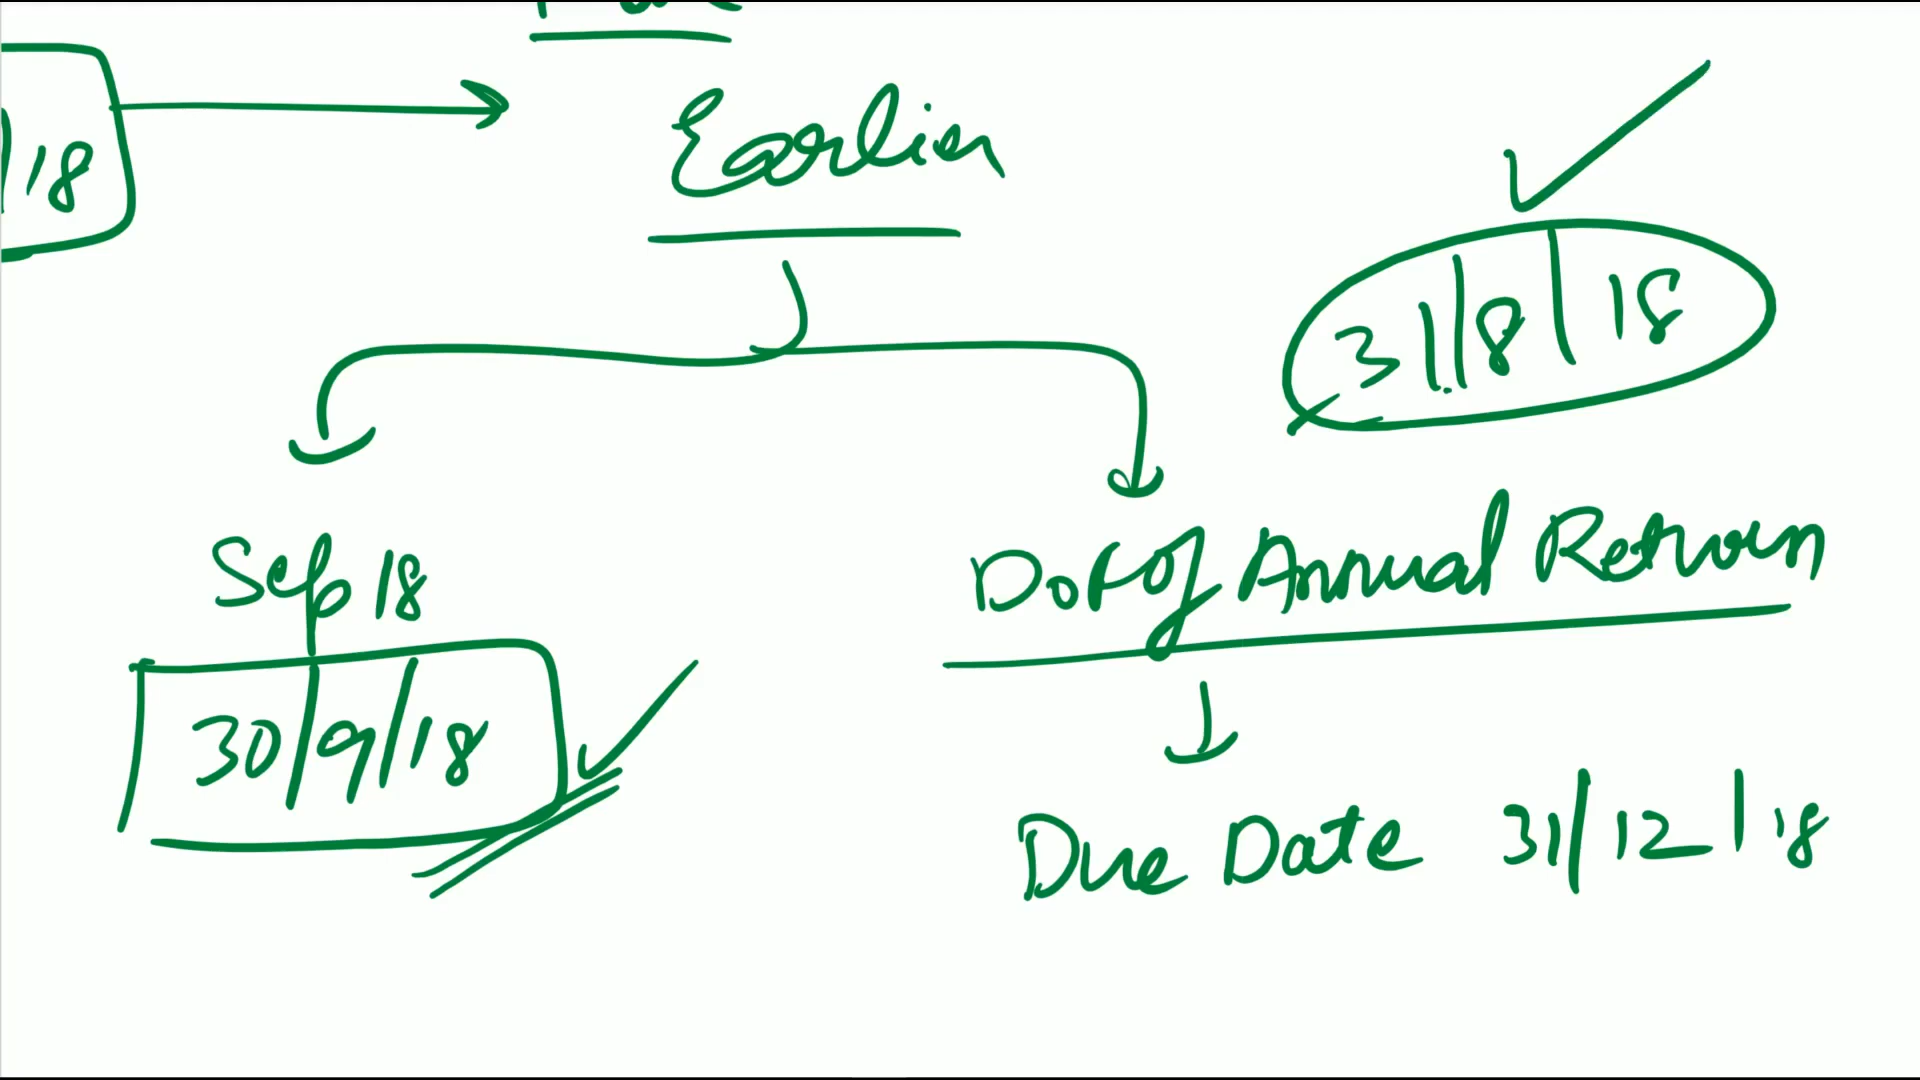 Earlier
/18
31/8/18
Sep 18
Dof of Annual Return
30/9/18
Due Date 31/12/18